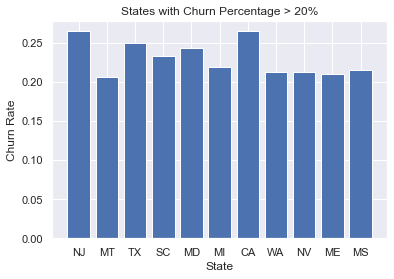 States with Churn Percentage > 20%
Churn Rate
0.25
0.20
0.15
0.10
0.05
0.00
NJ MT TX SC MD MI CA WA NV ME MS
State